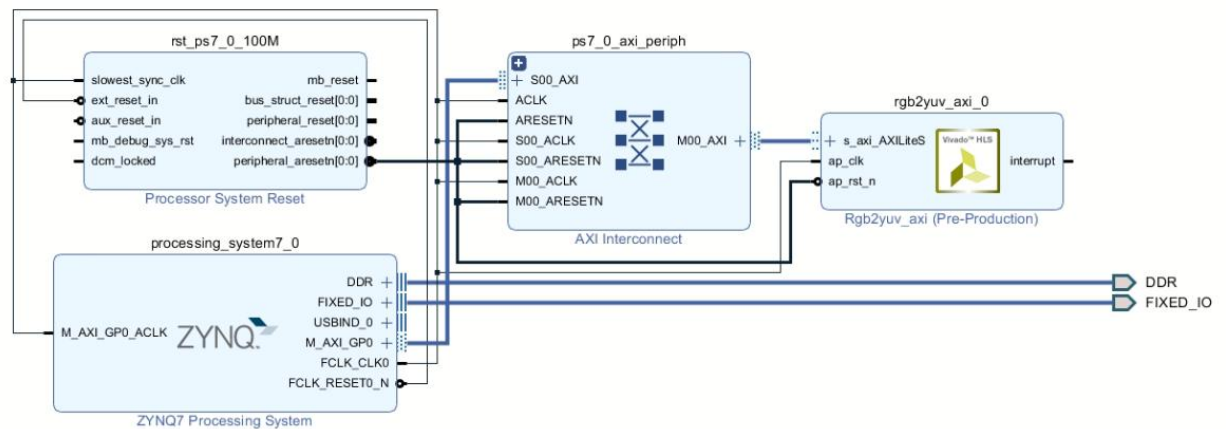 rst_ps7_0_100M
slowest_sync_clk
ext_reset_in
aux_reset_in
mb_debug_sys_rst
dcm_locked
mb_reset
bus_struct_reset[0:0]
peripheral_reset[0:0]
interconnect_aresetn[0:0]
peripheral_aresetn[0:0]
Processor System Reset
ps7_0_axi_periph
S00_AXI
ACLK
ARESETN
S00_ACLK
S00_ARESETN
M00_ACLK
M00_ARESETN
M00_AXI
AXI Interconnect
rgb2yuv_axi_0
s_axi_AXILiteS
ap_clk
ap_rst_n
Vivado™ HLS
interrupt
Rgb2yuv_axi (Pre-Production)
processing_system7_0
M_AXI_GP0_ACLK
ZYNQ
DDR
FIXED_IO
USBIND_0
M_AXI_GP0
FCLK_CLK0
FCLK_RESET0_N
ZYNQ7 Processing System
DDR
FIXED_IO